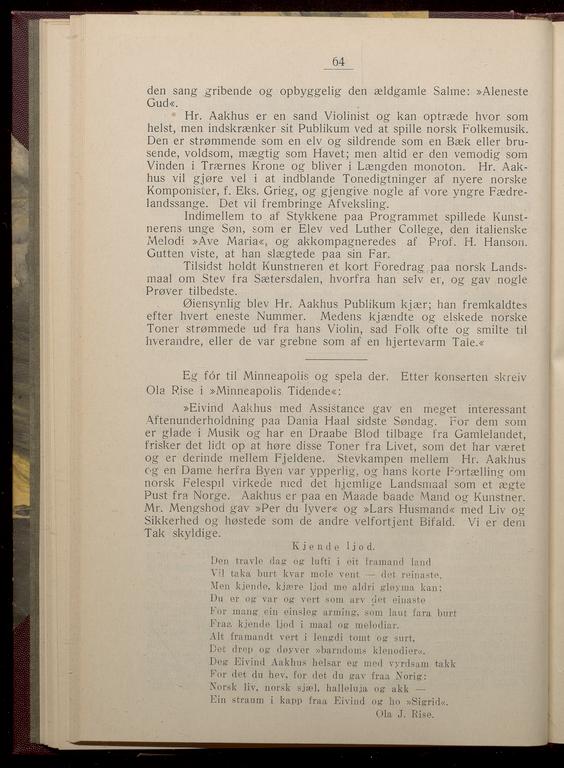 64
den sang gribende og opbyggelig den ældgamle Salme: »Aleneste
Gud«.
Hr. Aakhus er en sand Violinist og kan optræde hvor som
helst, men indskrænker sit Publikum ved at spille norsk Folkemusik.
Den er strømmende som en elv og sildrende som en Bæk eller bru-
sende, voldsom, mægtig som Havet; men altid er den vemodig som
Vinden i Trærnes Krone og bliver i Længden monoton. Hr. Aak-
hus vil gjøre vel i at indblande Tonedigtninger af nyere norske
Komponister, f. Eks. Grieg, og gjengive nogle af vore yngre Fædre-
landssange. Det vil frembringe Afveksling.
Indimellem to af Stykkene paa Programmet spillede Kunst-
nerens unge Søn, som er Elev ved Luther College, den italienske
Melodi »Ave Maria«, og akkompagneredes af Prof. H. Hanson.
Gutten viste, at han slægtede paa sin Far.
Tilsidst holdt Kunstneren et kort Foredrag paa norsk Lands-
maal om Stev fra Sætersdalen, hvorfra han selv er, og gav nogle
Prøver tilbedste.
Øiensynlig blev Hr. Aakhus Publikum kjær; han fremkaldtes
efter hvert eneste Nummer. Medens kjændte og elskede norske
Toner strømmede ud fra hans Violin, sad Folk ofte og smilte til
hverandre, eller de var grebne som af en hjertevarm Tale.«
Eg fór til Minneapolis og spela der. Etter konserten skreiv
Ola Rise i »Minneapolis Tidende«:
»Eivind Aakhus med Assistance gav en meget interessant
Aftenunderholdning paa Dania Haal sidste Søndag. For dem som
er glade i Musik og har en Draabe Blod tilbage fra Gamlelandet,
frisker det lidt op at høre disse Toner fra Livet, som det har været
og er derinde mellem Fjeldene. Stevkampen mellem Hr. Aakhus
og en Dame herfra Byen var ypperlig, og hans korte Fortælling om
norsk Felespil virkede med det hjemlige Landsmaal som et ægte
Pust fra Norge. Aakhus er paa en Maade baade Mand og Kunstner.
Mr. Mengshod gav »Per du lyver« og »Lars Husmand« med Liv og
Sikkerhed og høstede som de andre velfortjent Bifald. Vi er dem
Tak skyldige.
Kjende ljod.
Den travle dag og lufti i eit framand land
Vil taka burt kvar mole vent — det reinaste,
Men kjende, kjære ljod me aldri gløyma kan;
Du er og var og vert som arv det einaste
For mang ein einsleg arming, som laut fara burt
Fraa kjende ljod i maal og melodiar.
Alt framandt vert i lengdi tomt og surt,
Det drep og døyver »barndoms klenodier«.
Deg Eivind Aakhus helsar eg med vyrdsam takk
For det du hev, for det du gav fraa Norig:
Norsk liv, norsk sjæl, halleluja og akk —
Ein straum i kapp fraa Eivind og ho »Sigrid«.
Ola J. Rise.